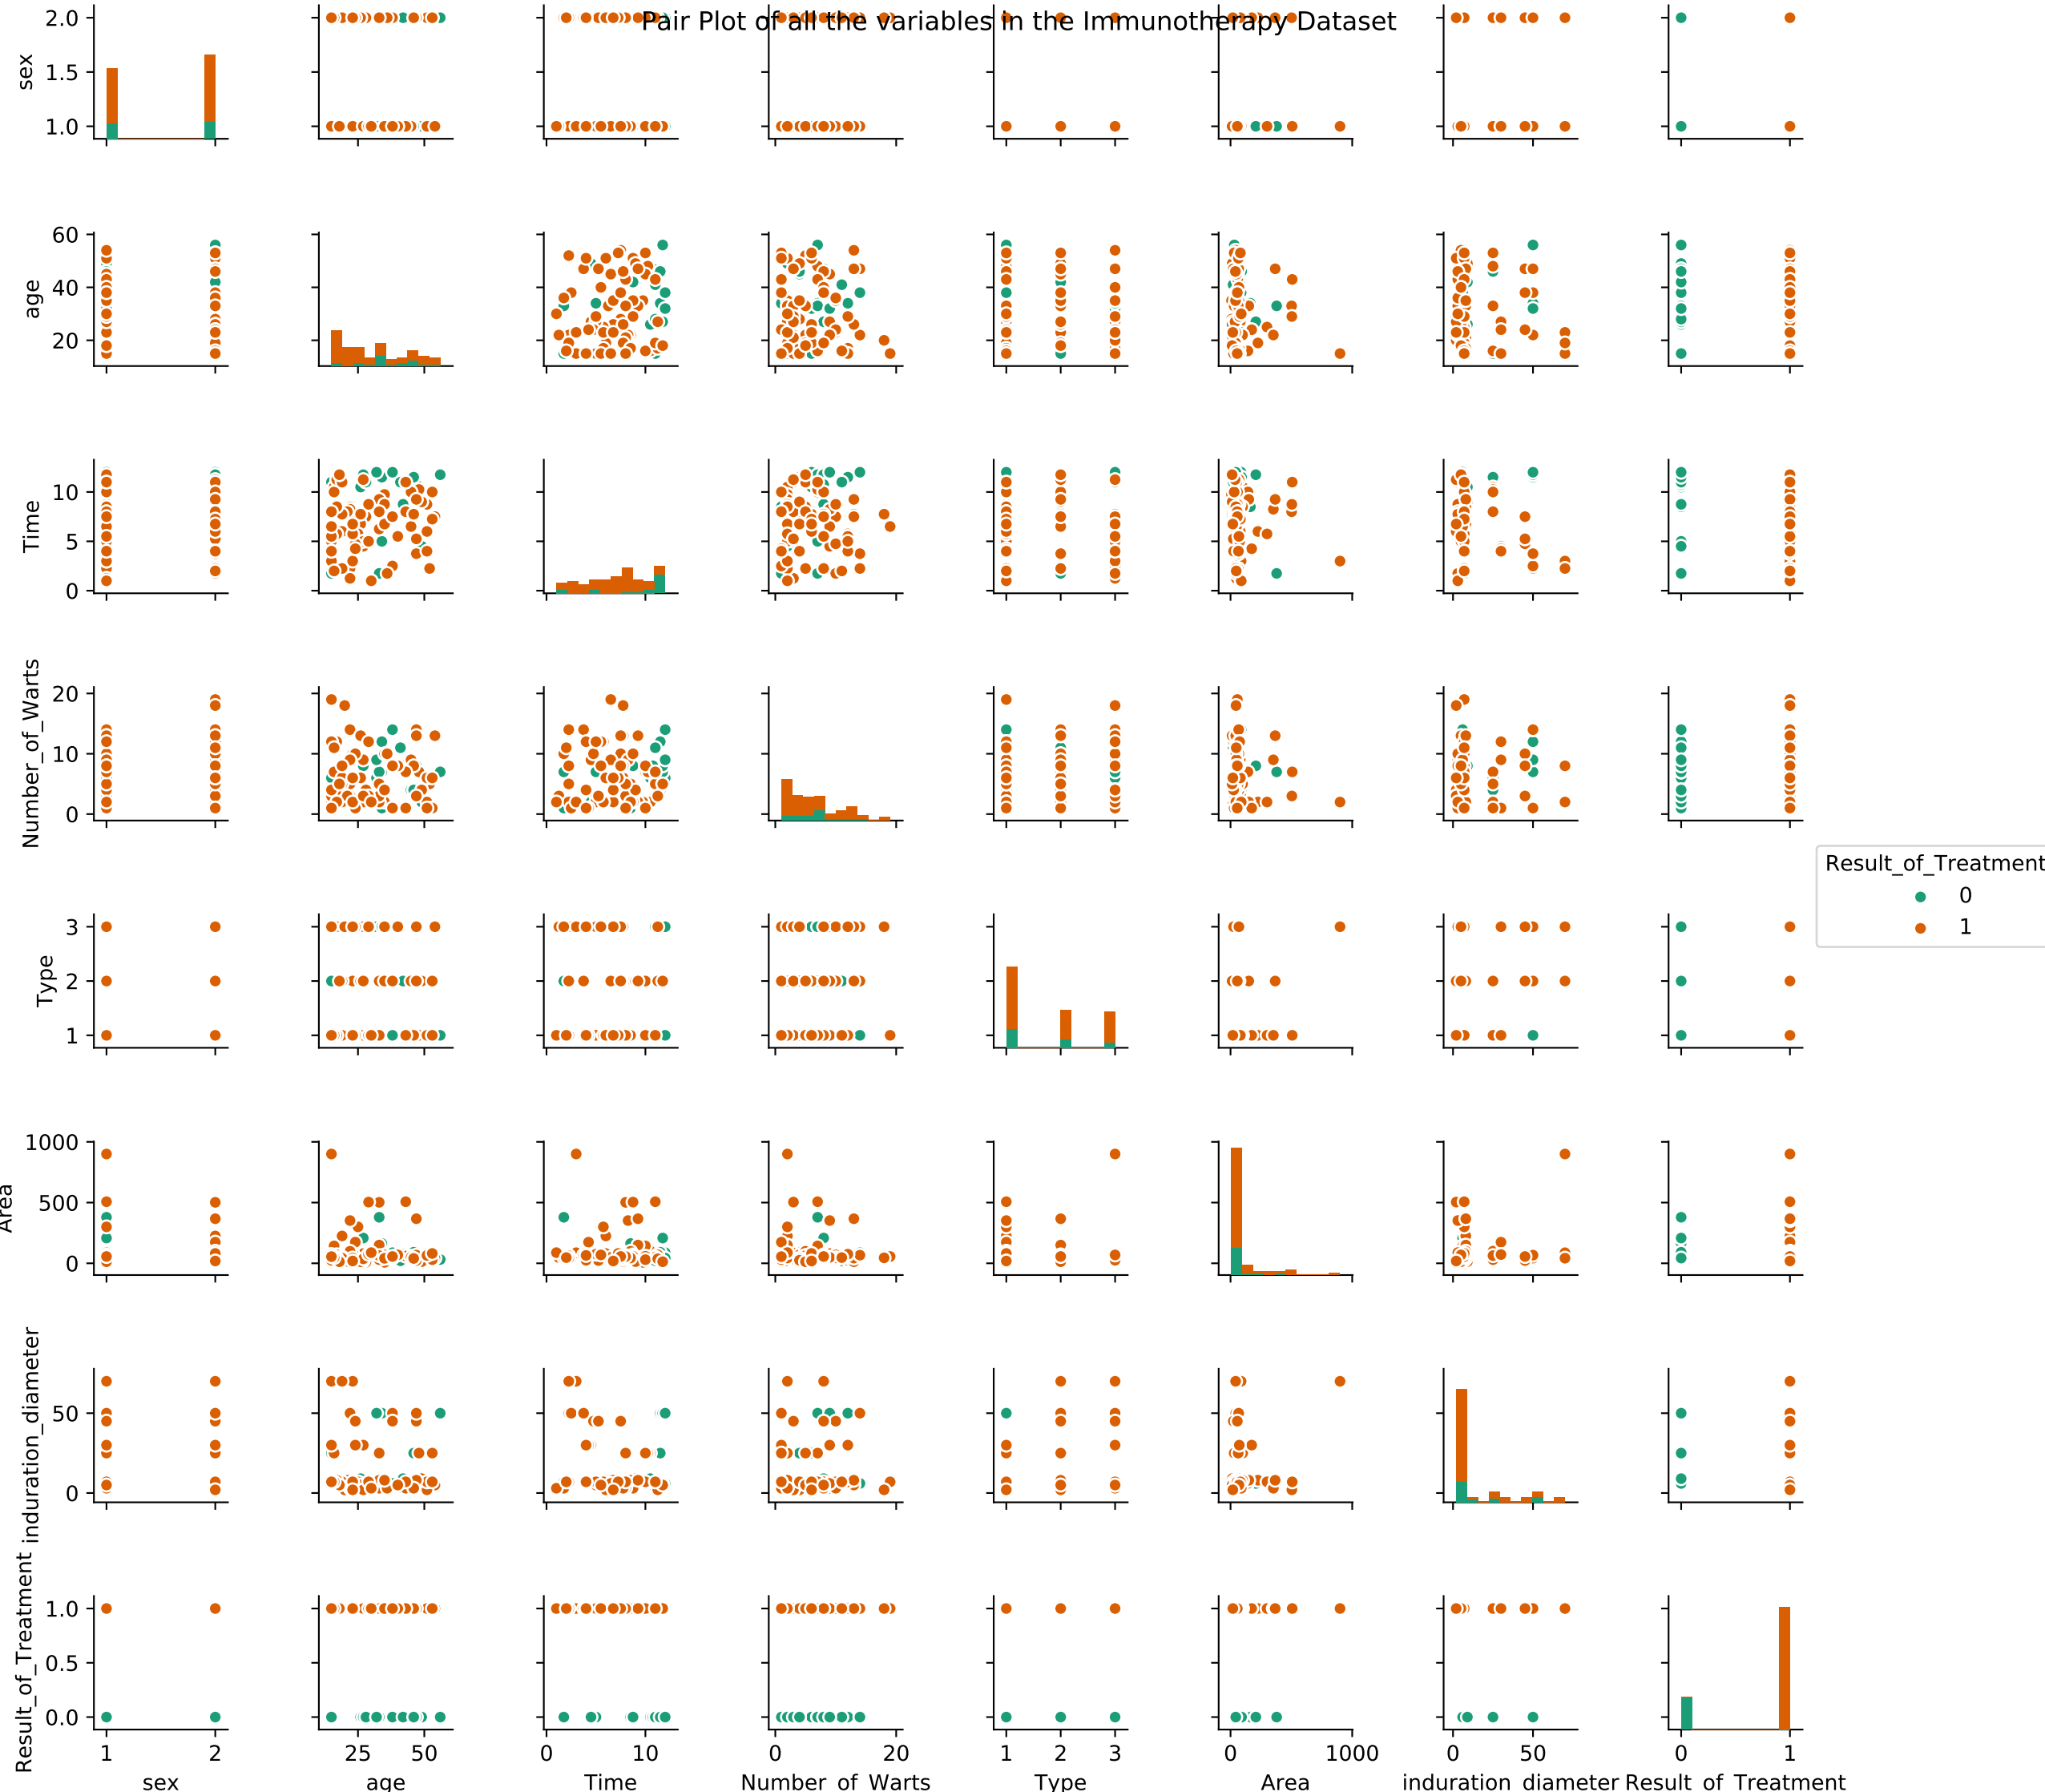 Pair Plot of all the variables in the Immunotherapy Dataset
2.0
1.5
1.0
sex
60
40
20
age
10
5
0
Time
20
10
0
Number_of_Warts
3
2
1
Type
Result_of_Treatment
0
1
1000
500
0
Area
50
0
induration_diameter
1.0
0.5
0.0
Result_of_Treatment
1 2 25 50 0 10 0 20 1 2 3 0 1000 0 50 0 1
sex age Time Number_of_Warts Type Area induration_diameter Result_of_Treatment